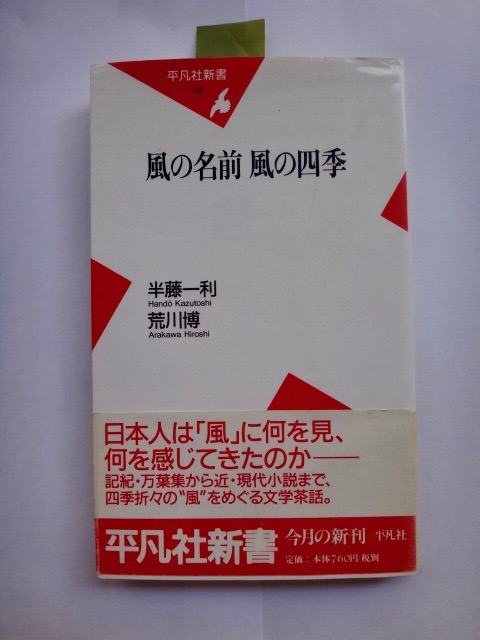 平凡社新書
風の名前 風の四季
半藤一利
Handō Kazutoshi
荒川博
Arakawa Hiroshi
日本人は「風」に何を見、
何を感じてきたのか――
記紀・万葉集から近・現代小説まで、
四季折々の“風”をめぐる文学茶話。
平凡社新書
今月の新刊 平凡社
定価:本体760円(税別)